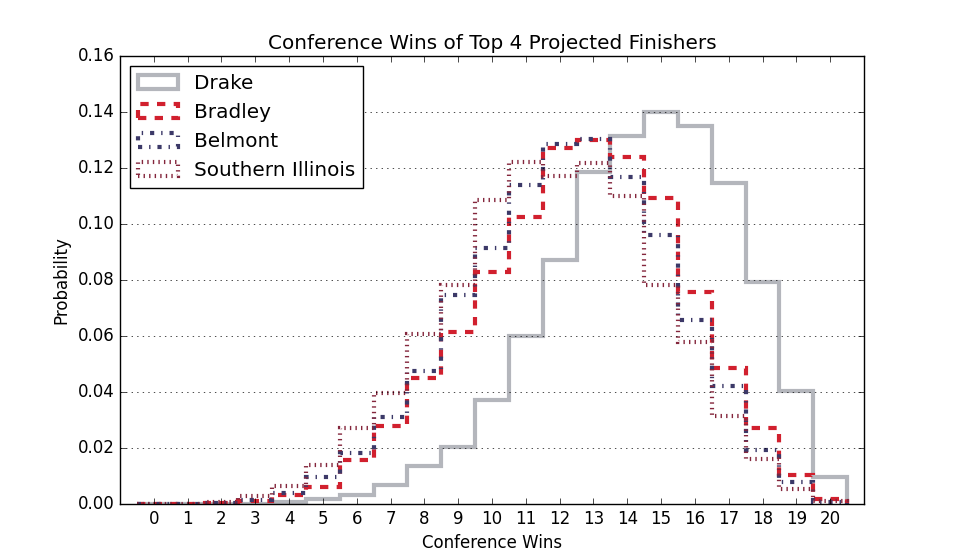 Conference Wins of Top 4 Projected Finishers
0.16
0.14
0.12
0.10
0.08
0.06
0.04
0.02
0.00
Probability
Drake
Bradley
Belmont
Southern Illinois
0 1 2 3 4 5 6 7 8 9 10 11 12 13 14 15 16 17 18 19 20
Conference Wins